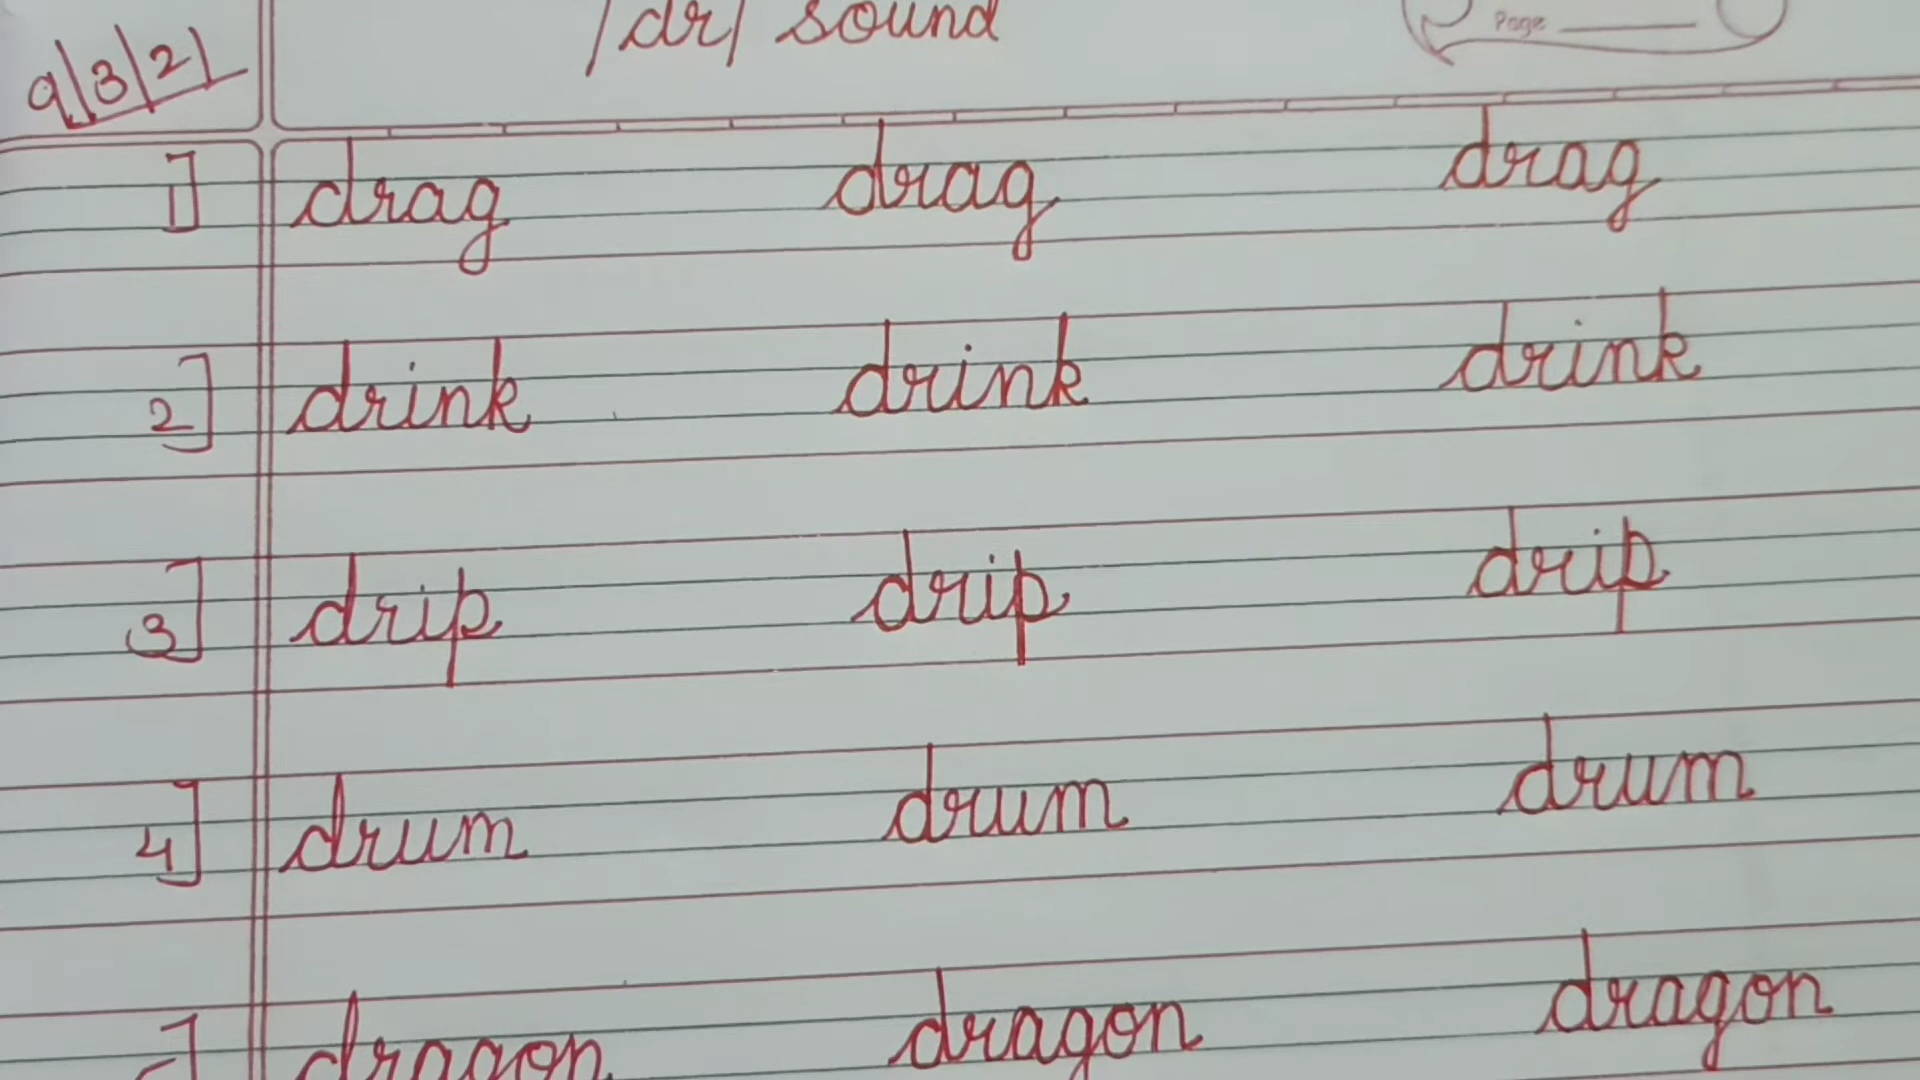 /dr/ sound
Page
9/3/21
1] drag drag drag
2] drink drink drink
3] drip drip drip
4] drum drum drum
dragon dragon dragon